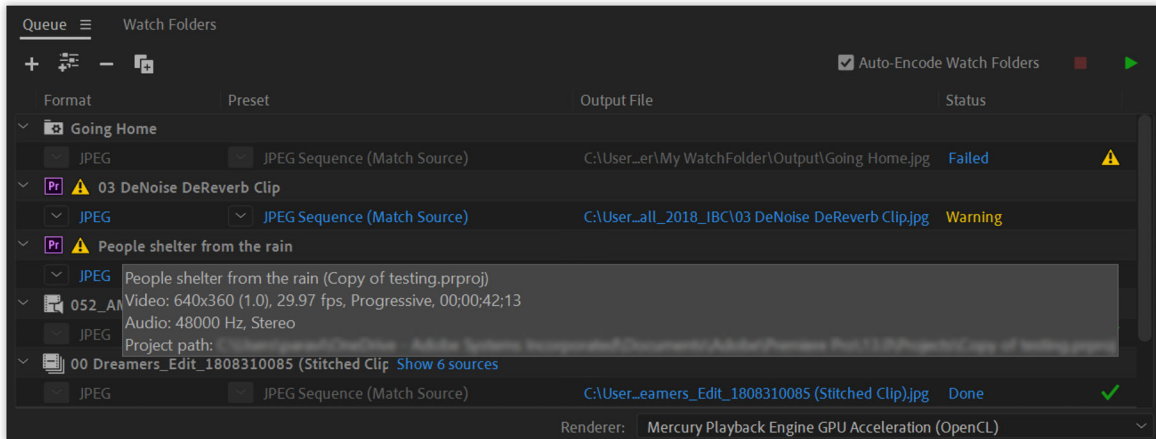 Queue Watch Folders
Auto-Encode Watch Folders
Format Preset Output File Status
Going Home
JPEG JPEG Sequence (Match Source) C:\User...er\My WatchFolder\Output\Going Home.jpg Failed
Pr 03 DeNoise DeReverb Clip
JPEG JPEG Sequence (Match Source) C:\User...all_2018_IBC\03 DeNoise DeReverb Clip.jpg Warning
Pr People shelter from the rain
JPEG
People shelter from the rain (Copy of testing.prproj)
052_AM
Video: 640x360 (1.0), 29.97 fps, Progressive, 00;00;42;13
Audio: 48000 Hz, Stereo
JPEG
Project path:
00 Dreamers_Edit_1808310085 (Stitched Clip Show 6 sources
JPEG JPEG Sequence (Match Source) C:\User...eamers_Edit_1808310085 (Stitched Clip).jpg Done
Renderer: Mercury Playback Engine GPU Acceleration (OpenCL)